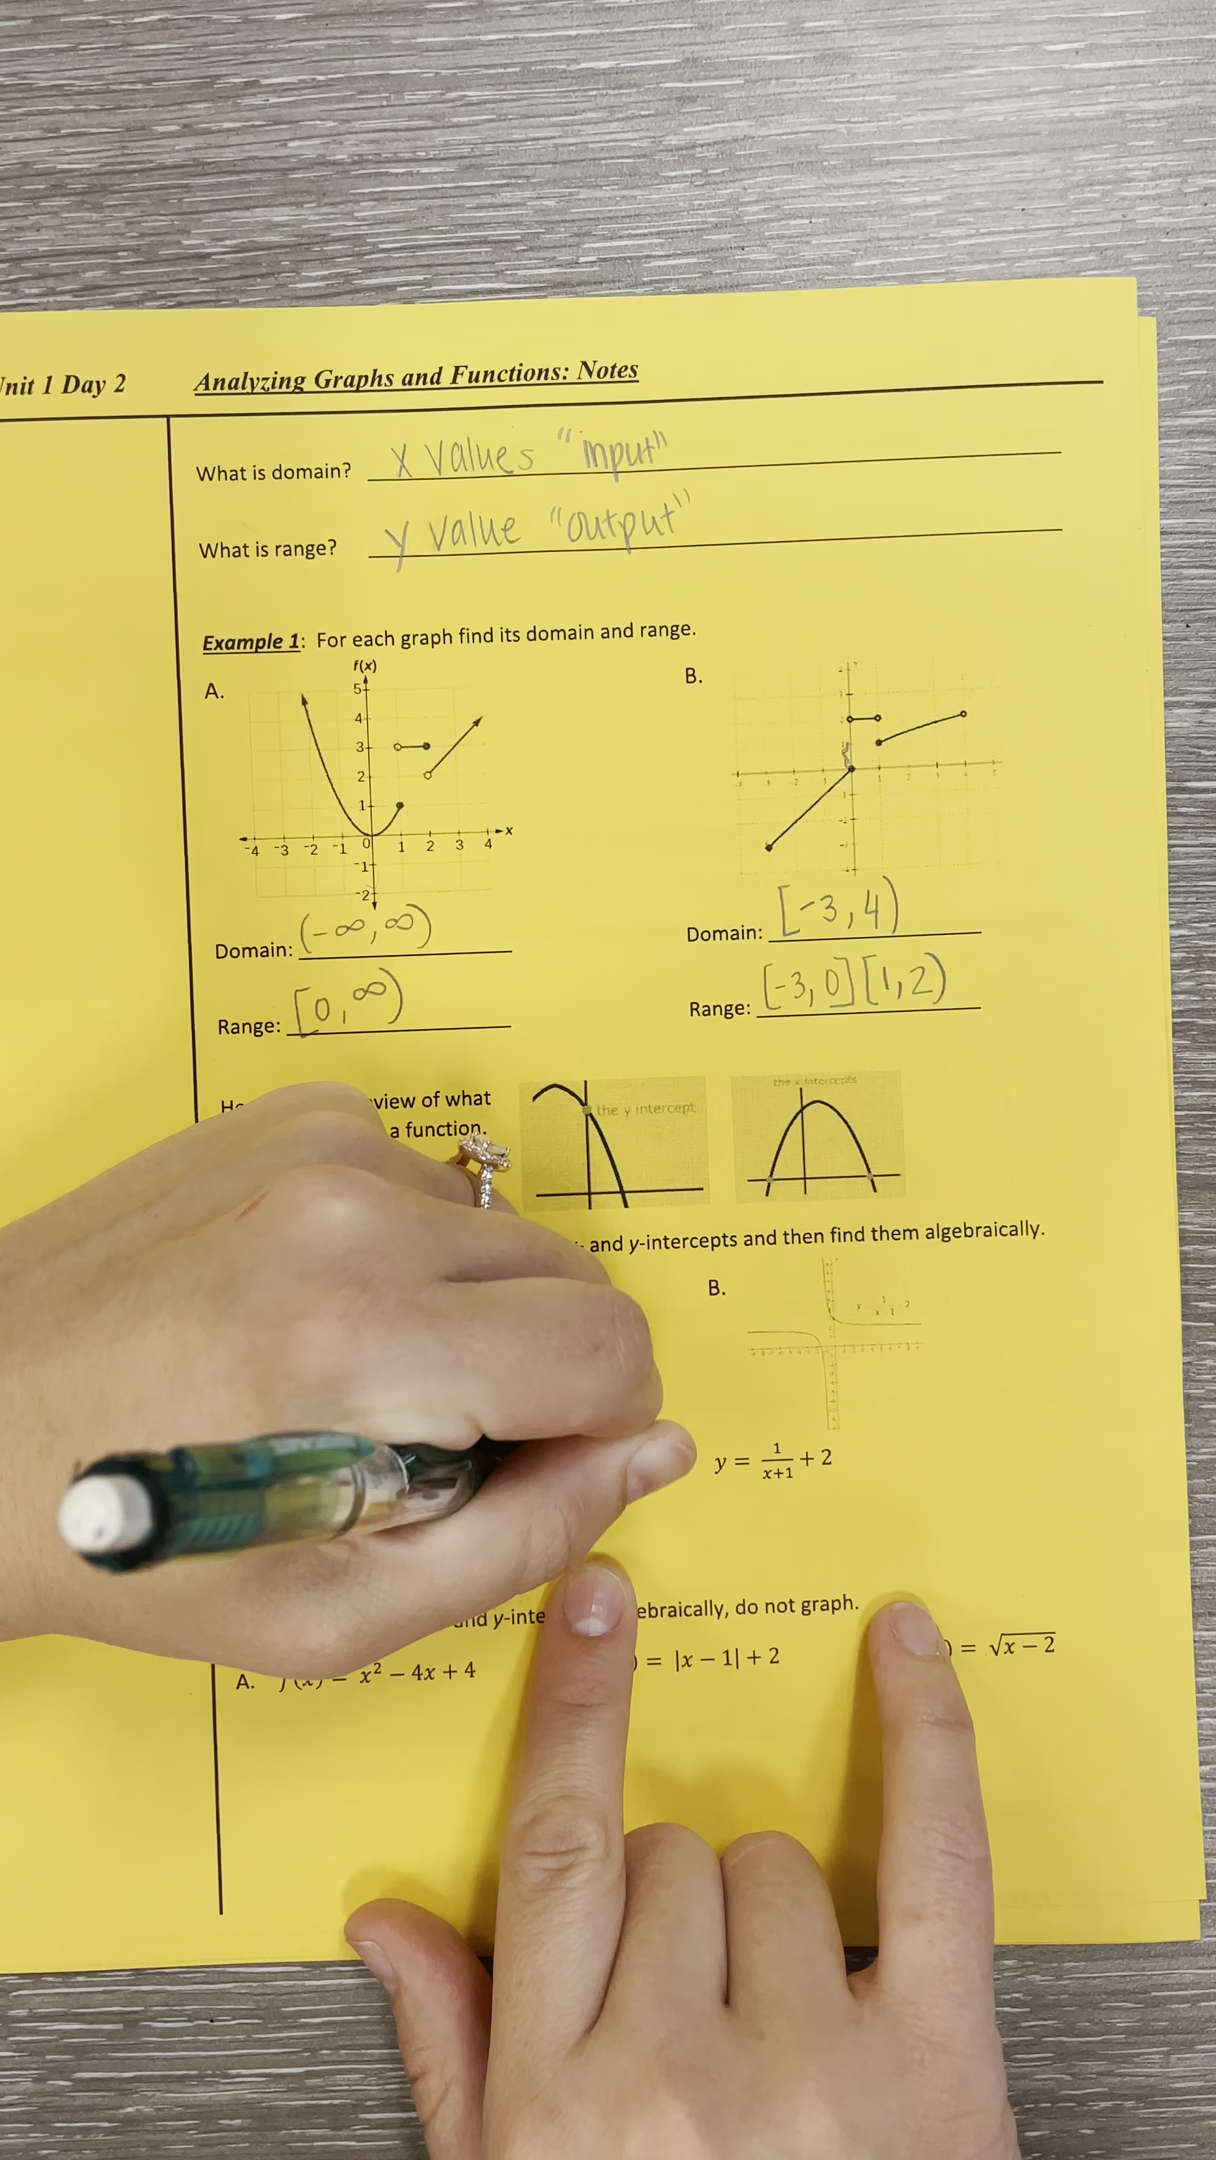 Unit 1 Day 2 Analyzing Graphs and Functions: Notes
What is domain? x values "input"
What is range? y value "output"
Example 1: For each graph find its domain and range.
A. B.
f(x)
5
4
3
2
1
-4 -3 -2 -1 0 1 2 3 4 x
-1
-2
Domain: (-∞, ∞) Domain: [-3, 4)
Range: [0, ∞) Range: [-3, 0] [1, 2)
view of what
a function.
the y intercept
the x intercepts
and y-intercepts and then find them algebraically.
B.
y = 1/(x+1) + 2
and y-inte ebraically, do not graph.
A. f(x) = x² − 4x + 4 ) = |x − 1| + 2 ) = √(x − 2)